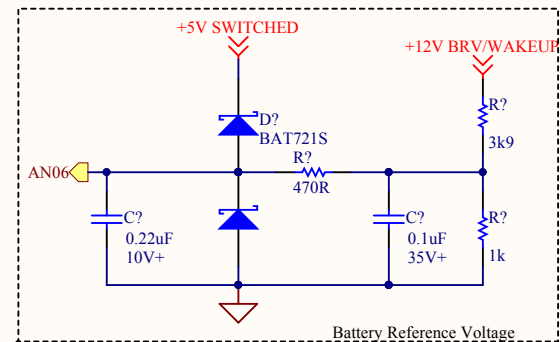 +5V SWITCHED
+12V BRV/WAKEUP
D?
BAT721S
R?
3k9
AN06
R?
470R
C?
0.22uF
10V+
C?
0.1uF
35V+
R?
1k
Battery Reference Voltage